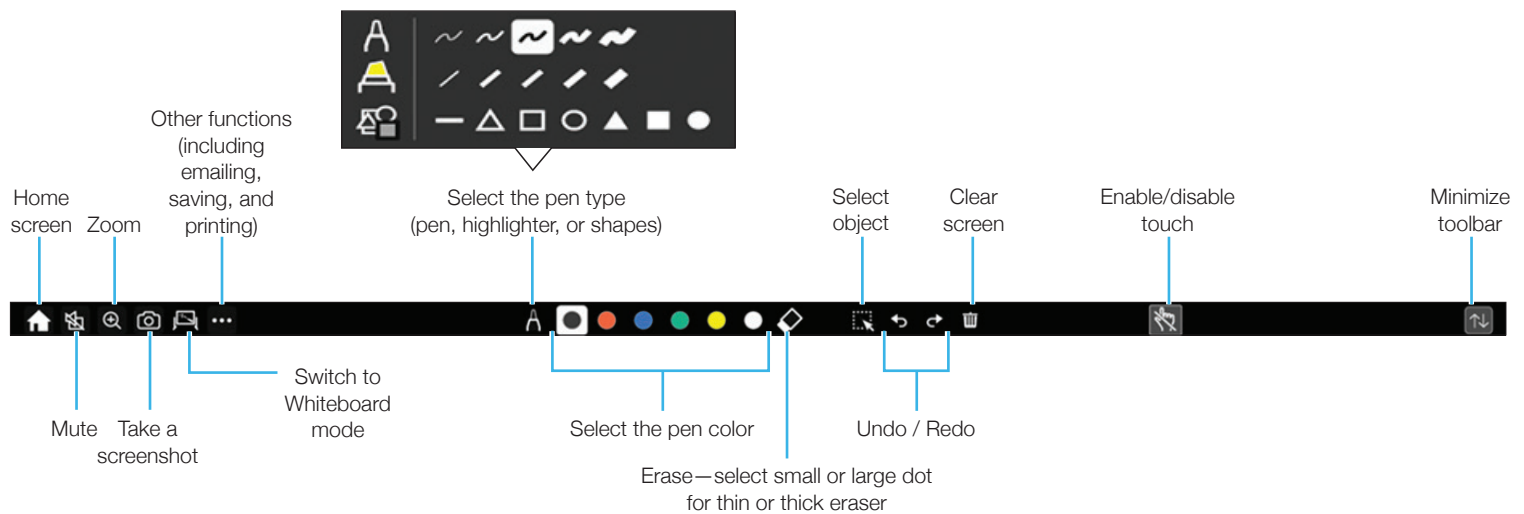 Home
screen
Zoom
Other functions
(including
emailing,
saving, and
printing)
Select the pen type
(pen, highlighter, or shapes)
Select
object
Clear
screen
Enable/disable
touch
Minimize
toolbar
Mute
Take a
screenshot
Switch to
Whiteboard
mode
Select the pen color
Erase—select small or large dot
for thin or thick eraser
Undo / Redo